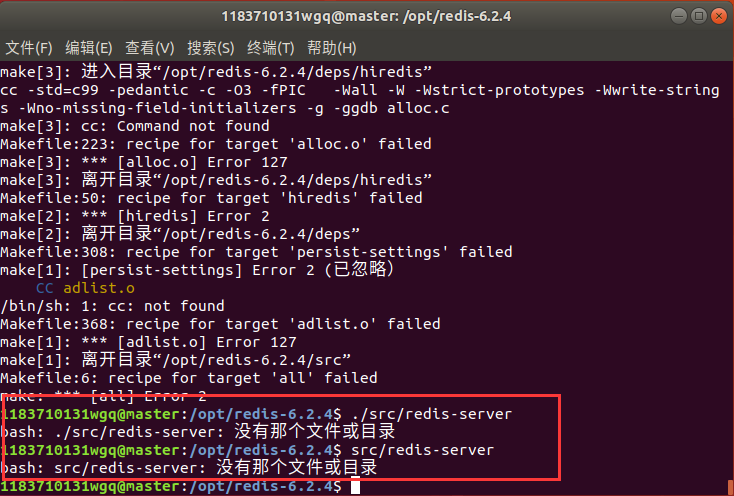 1183710131wgq@master: /opt/redis-6.2.4
文件(F) 编辑(E) 查看(V) 搜索(S) 终端(T) 帮助(H)
make[3]: 进入目录“/opt/redis-6.2.4/deps/hiredis”
cc -std=c99 -pedantic -c -O3 -fPIC   -Wall -W -Wstrict-prototypes -Wwrite-string
s -Wno-missing-field-initializers -g -ggdb alloc.c
make[3]: cc: Command not found
Makefile:223: recipe for target 'alloc.o' failed
make[3]: *** [alloc.o] Error 127
make[3]: 离开目录“/opt/redis-6.2.4/deps/hiredis”
Makefile:50: recipe for target 'hiredis' failed
make[2]: *** [hiredis] Error 2
make[2]: 离开目录“/opt/redis-6.2.4/deps”
Makefile:308: recipe for target 'persist-settings' failed
make[1]: [persist-settings] Error 2 (已忽略)
    CC adlist.o
/bin/sh: 1: cc: not found
Makefile:368: recipe for target 'adlist.o' failed
make[1]: *** [adlist.o] Error 127
make[1]: 离开目录“/opt/redis-6.2.4/src”
Makefile:6: recipe for target 'all' failed
make: *** [all] Error 2
1183710131wgq@master:/opt/redis-6.2.4$ ./src/redis-server
bash: ./src/redis-server: 没有那个文件或目录
1183710131wgq@master:/opt/redis-6.2.4$ src/redis-server
bash: src/redis-server: 没有那个文件或目录
1183710131wgq@master:/opt/redis-6.2.4$